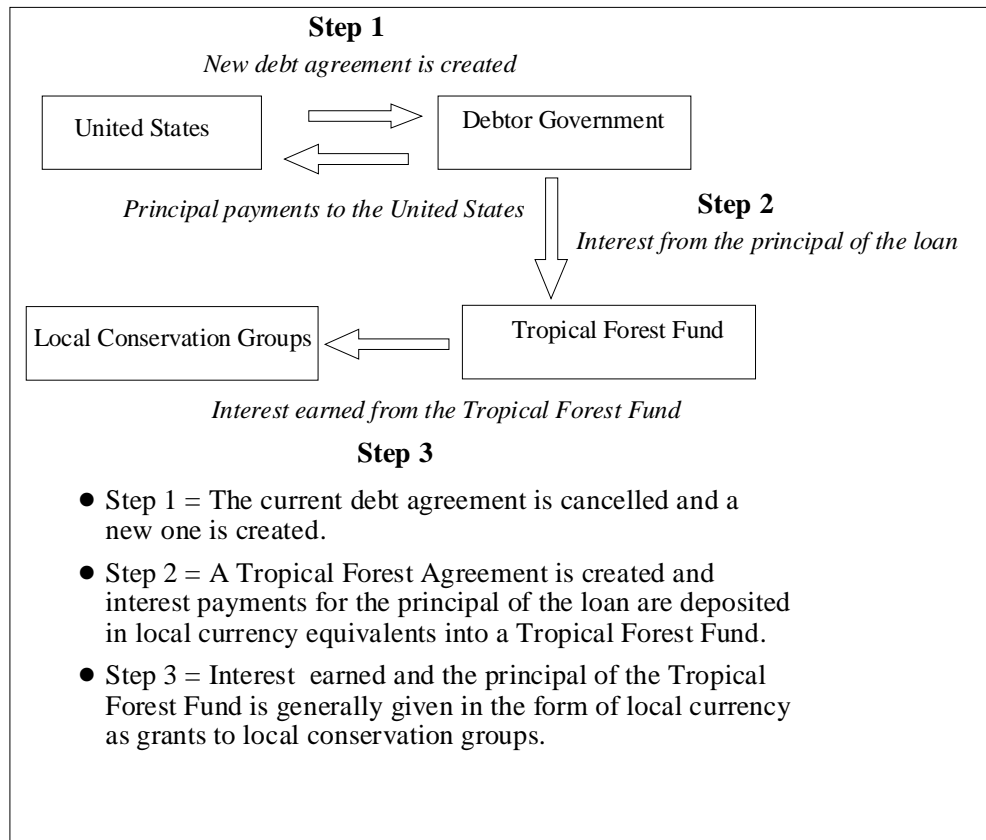 Step 1
New debt agreement is created
United States
Debtor Government
Principal payments to the United States
Step 2
Interest from the principal of the loan
Local Conservation Groups
Tropical Forest Fund
Interest earned from the Tropical Forest Fund
Step 3
● Step 1 = The current debt agreement is cancelled and a
new one is created.
● Step 2 = A Tropical Forest Agreement is created and
interest payments for the principal of the loan are deposited
in local currency equivalents into a Tropical Forest Fund.
● Step 3 = Interest earned and the principal of the Tropical
Forest Fund is generally given in the form of local currency
as grants to local conservation groups.